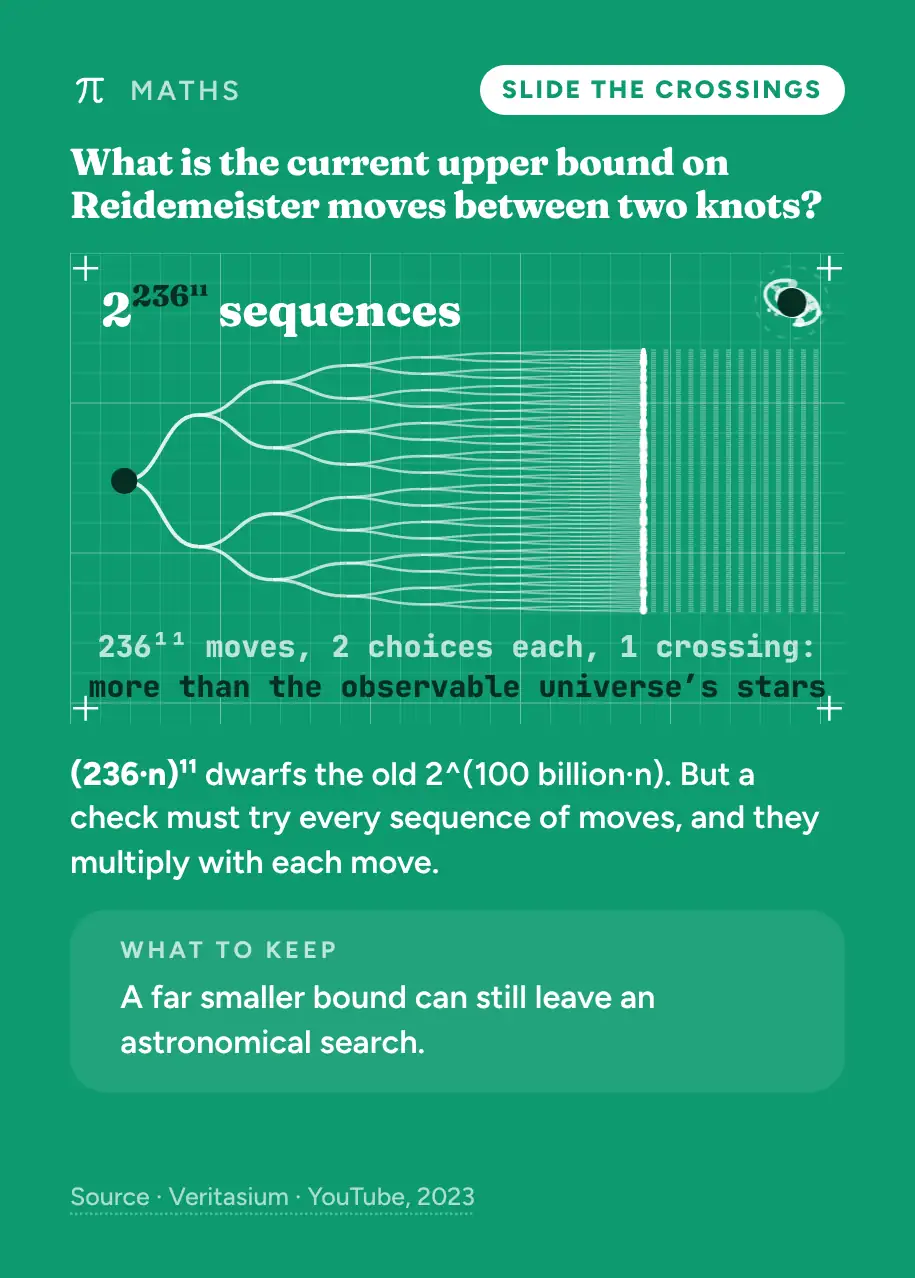 π MATHS
SLIDE THE CROSSINGS
What is the current upper bound on
Reidemeister moves between two knots?
2^236¹¹ sequences
236¹¹ moves, 2 choices each, 1 crossing:
more than the observable universe’s stars
(236·n)¹¹ dwarfs the old 2^(100 billion·n). But a
check must try every sequence of moves, and they
multiply with each move.
WHAT TO KEEP
A far smaller bound can still leave an
astronomical search.
Source · Veritasium · YouTube, 2023